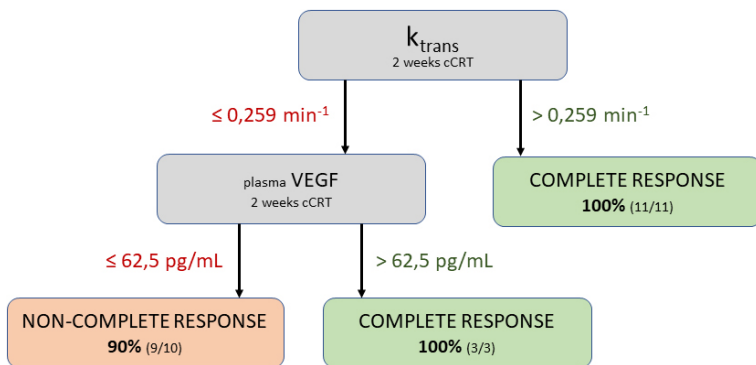 k trans
2 weeks cCRT
≤ 0,259 min-1
> 0,259 min-1
plasma VEGF
2 weeks cCRT
COMPLETE RESPONSE
100% (11/11)
≤ 62,5 pg/mL
> 62,5 pg/mL
NON-COMPLETE RESPONSE
90% (9/10)
COMPLETE RESPONSE
100% (3/3)